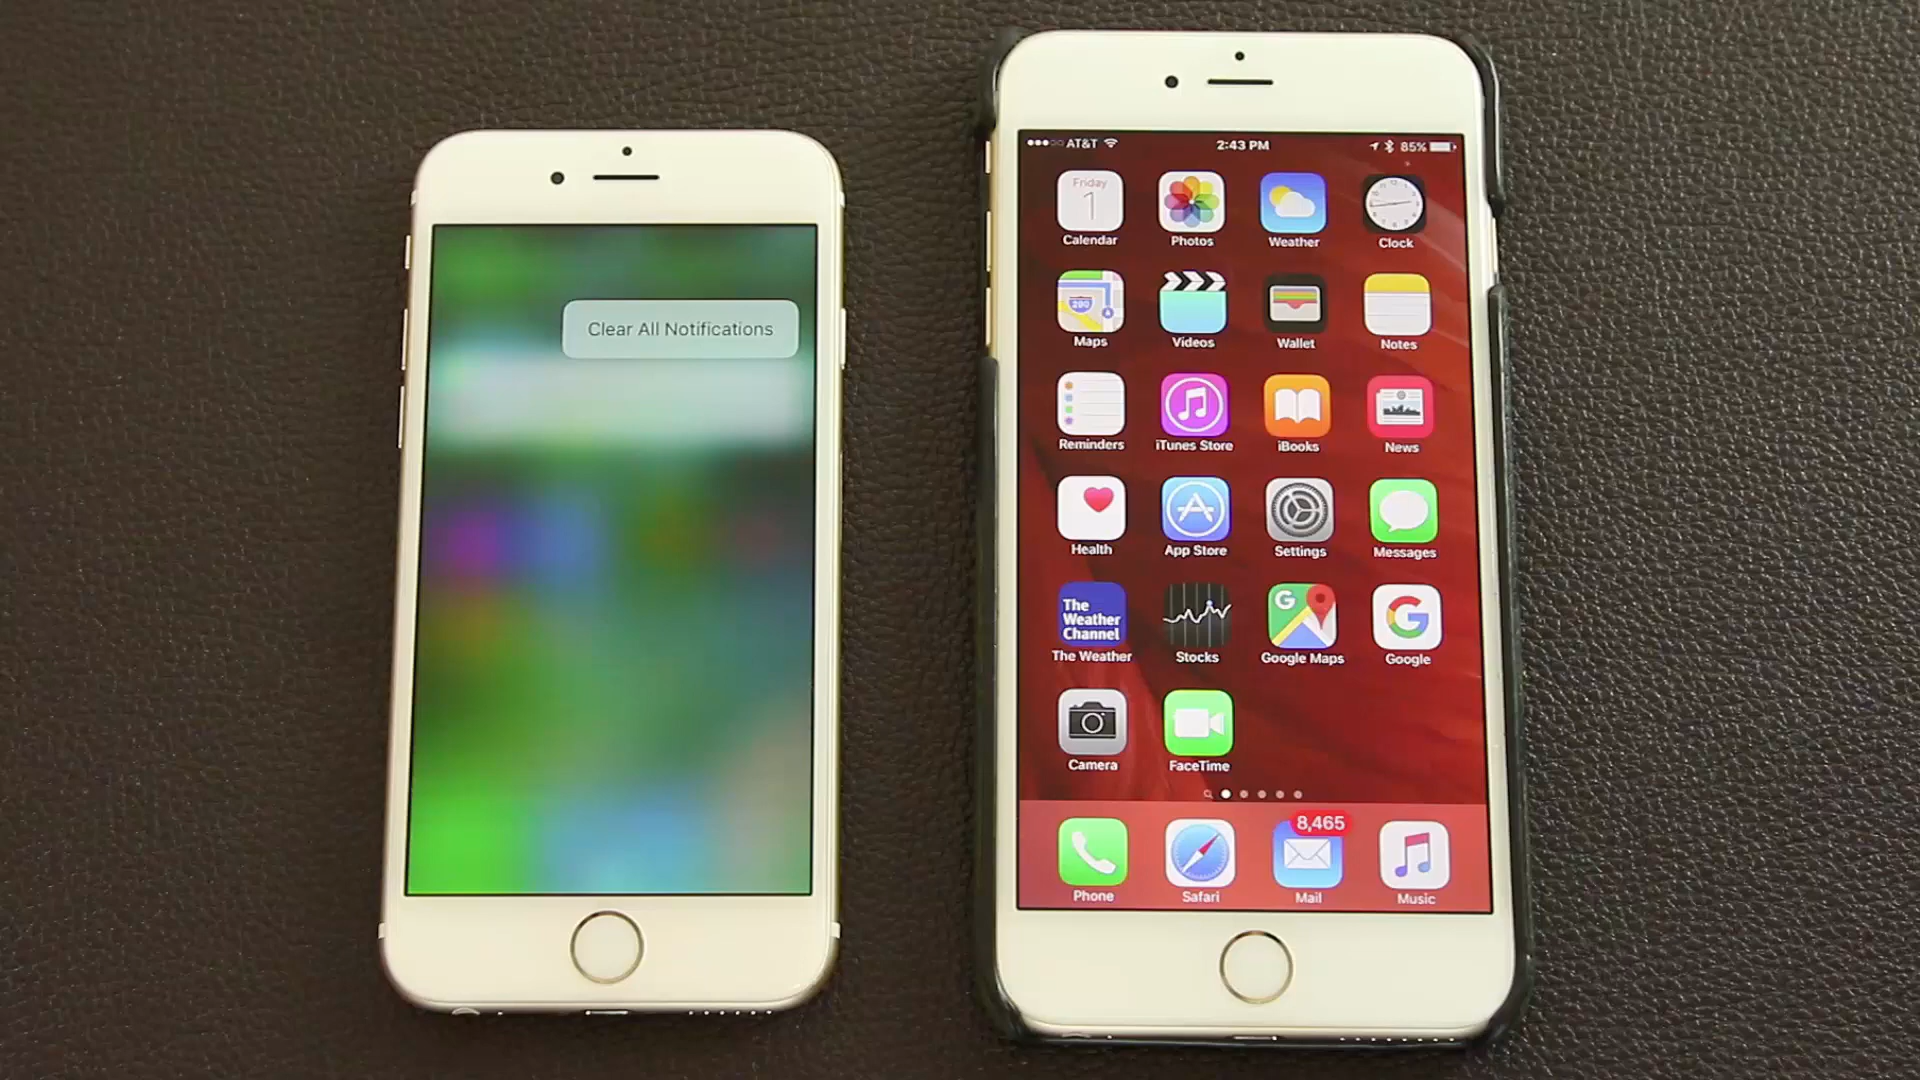 Clear All Notifications
AT&T 2:43 PM 85%
Friday
1
Calendar Photos Weather Clock
280
Maps Videos Wallet Notes
Reminders iTunes Store iBooks News
Health App Store Settings Messages
The
Weather
Channel
G
G
The Weather Stocks Google Maps Google
Camera FaceTime
8,465
Phone Safari Mail Music